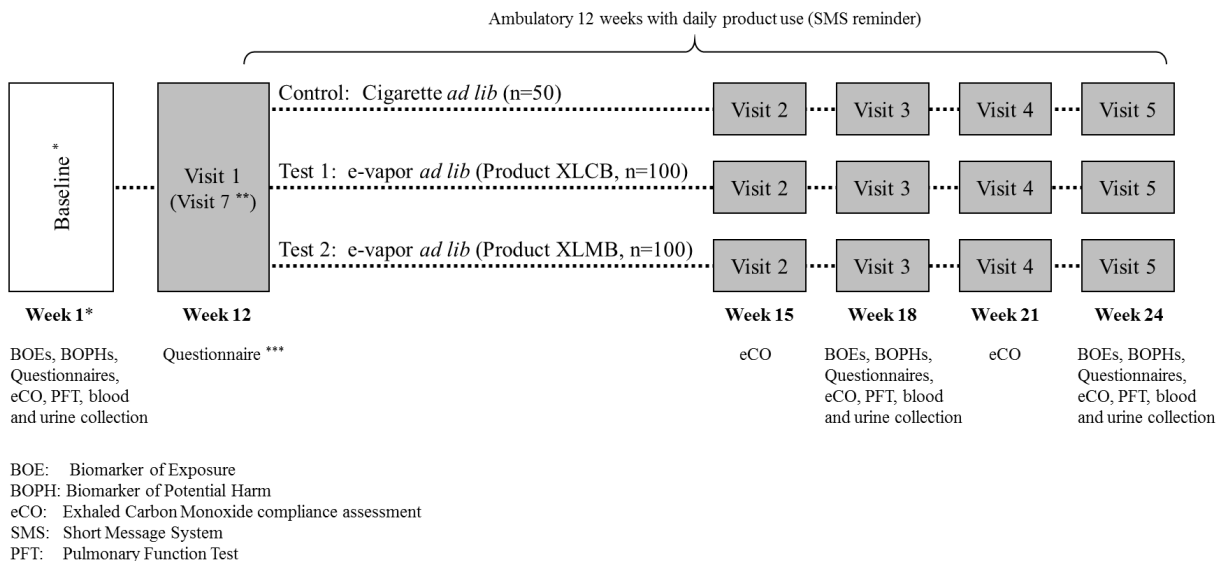 Ambulatory 12 weeks with daily product use (SMS reminder)
Baseline *
Visit 1
(Visit 7 **)
Control: Cigarette ad lib (n=50)
Visit 2
Visit 3
Visit 4
Visit 5
Test 1: e-vapor ad lib (Product XLCB, n=100)
Visit 2
Visit 3
Visit 4
Visit 5
Test 2: e-vapor ad lib (Product XLMB, n=100)
Visit 2
Visit 3
Visit 4
Visit 5
Week 1*
Week 12
Week 15
Week 18
Week 21
Week 24
BOEs, BOPHs,
Questionnaires,
eCO, PFT, blood
and urine collection
Questionnaire ***
eCO
BOEs, BOPHs,
Questionnaires,
eCO, PFT, blood
and urine collection
eCO
BOEs, BOPHs,
Questionnaires,
eCO, PFT, blood
and urine collection
BOE: Biomarker of Exposure
BOPH: Biomarker of Potential Harm
eCO: Exhaled Carbon Monoxide compliance assessment
SMS: Short Message System
PFT: Pulmonary Function Test